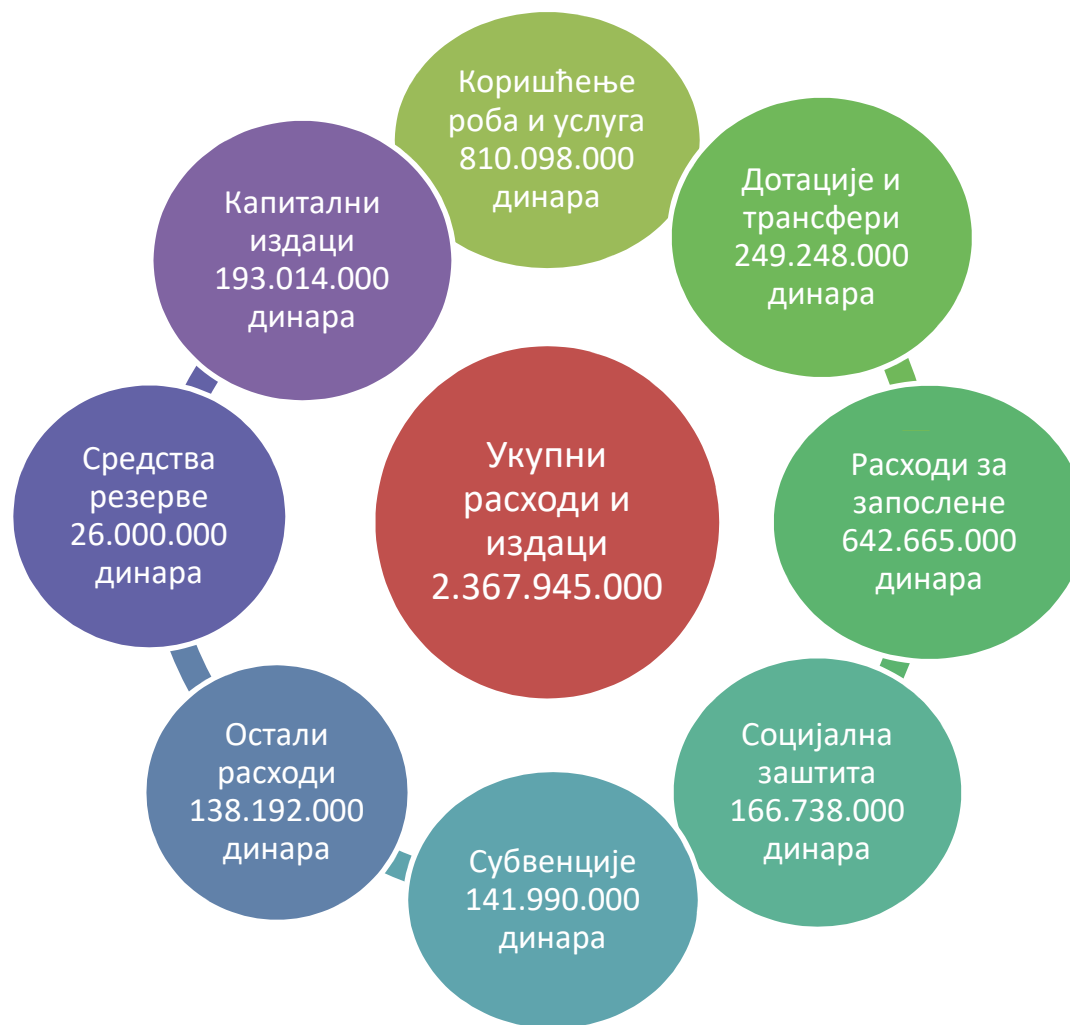 Коришћење
роба и услуга
810.098.000
динара
Дотације и
трансфери
249.248.000
динара
Расходи за
запослене
642.665.000
динара
Социјална
заштита
166.738.000
динара
Субвенције
141.990.000
динара
Остали
расходи
138.192.000
динара
Средства
резерве
26.000.000
динара
Капитални
издаци
193.014.000
динара
Укупни
расходи и
издаци
2.367.945.000